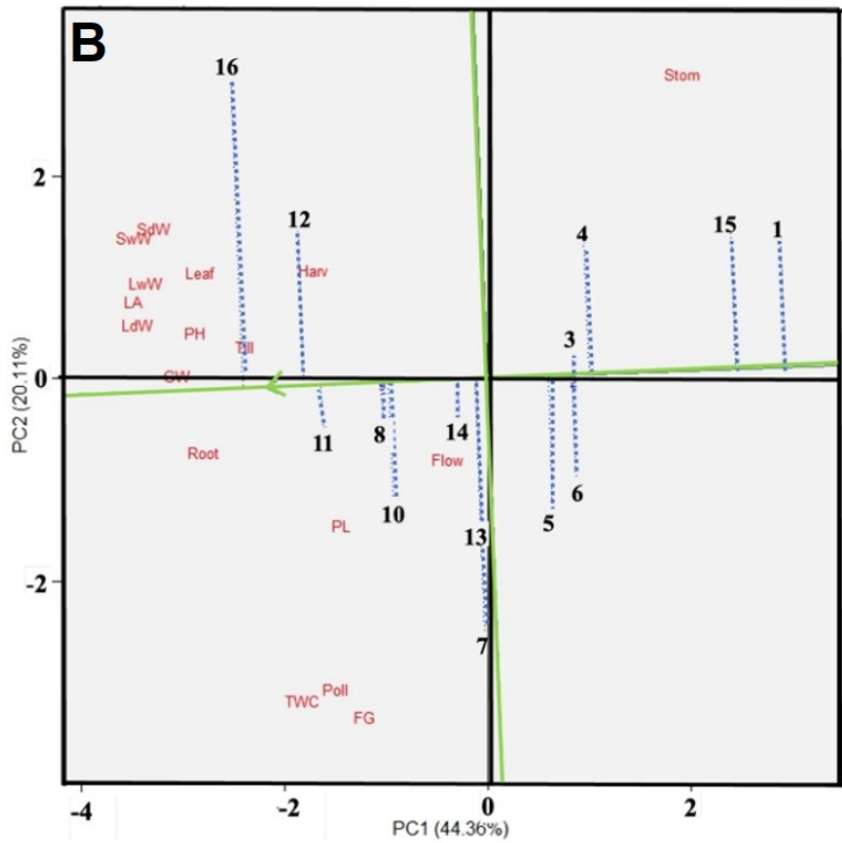 B
16
Stom
2
12
15
1
4
SdW
SwW
Leaf
Harv
LwW
LA
LdW
PH
3
Till
0
GW
PC2 (20.11%)
11
8
14
Root
Flow
6
10
5
PL
13
-2
7
Poll
TWC
FG
-4
-2
0
2
PC1 (44.36%)